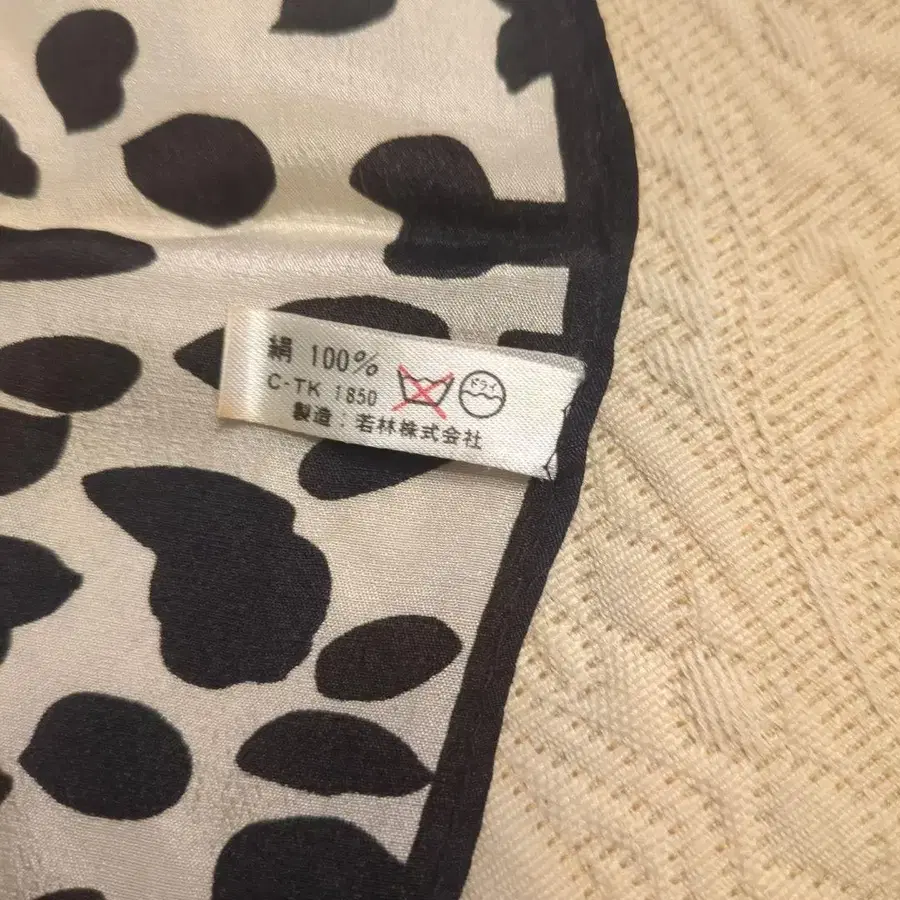 絹 100%
C-TK 1850
ドライ
製造：若林株式会社